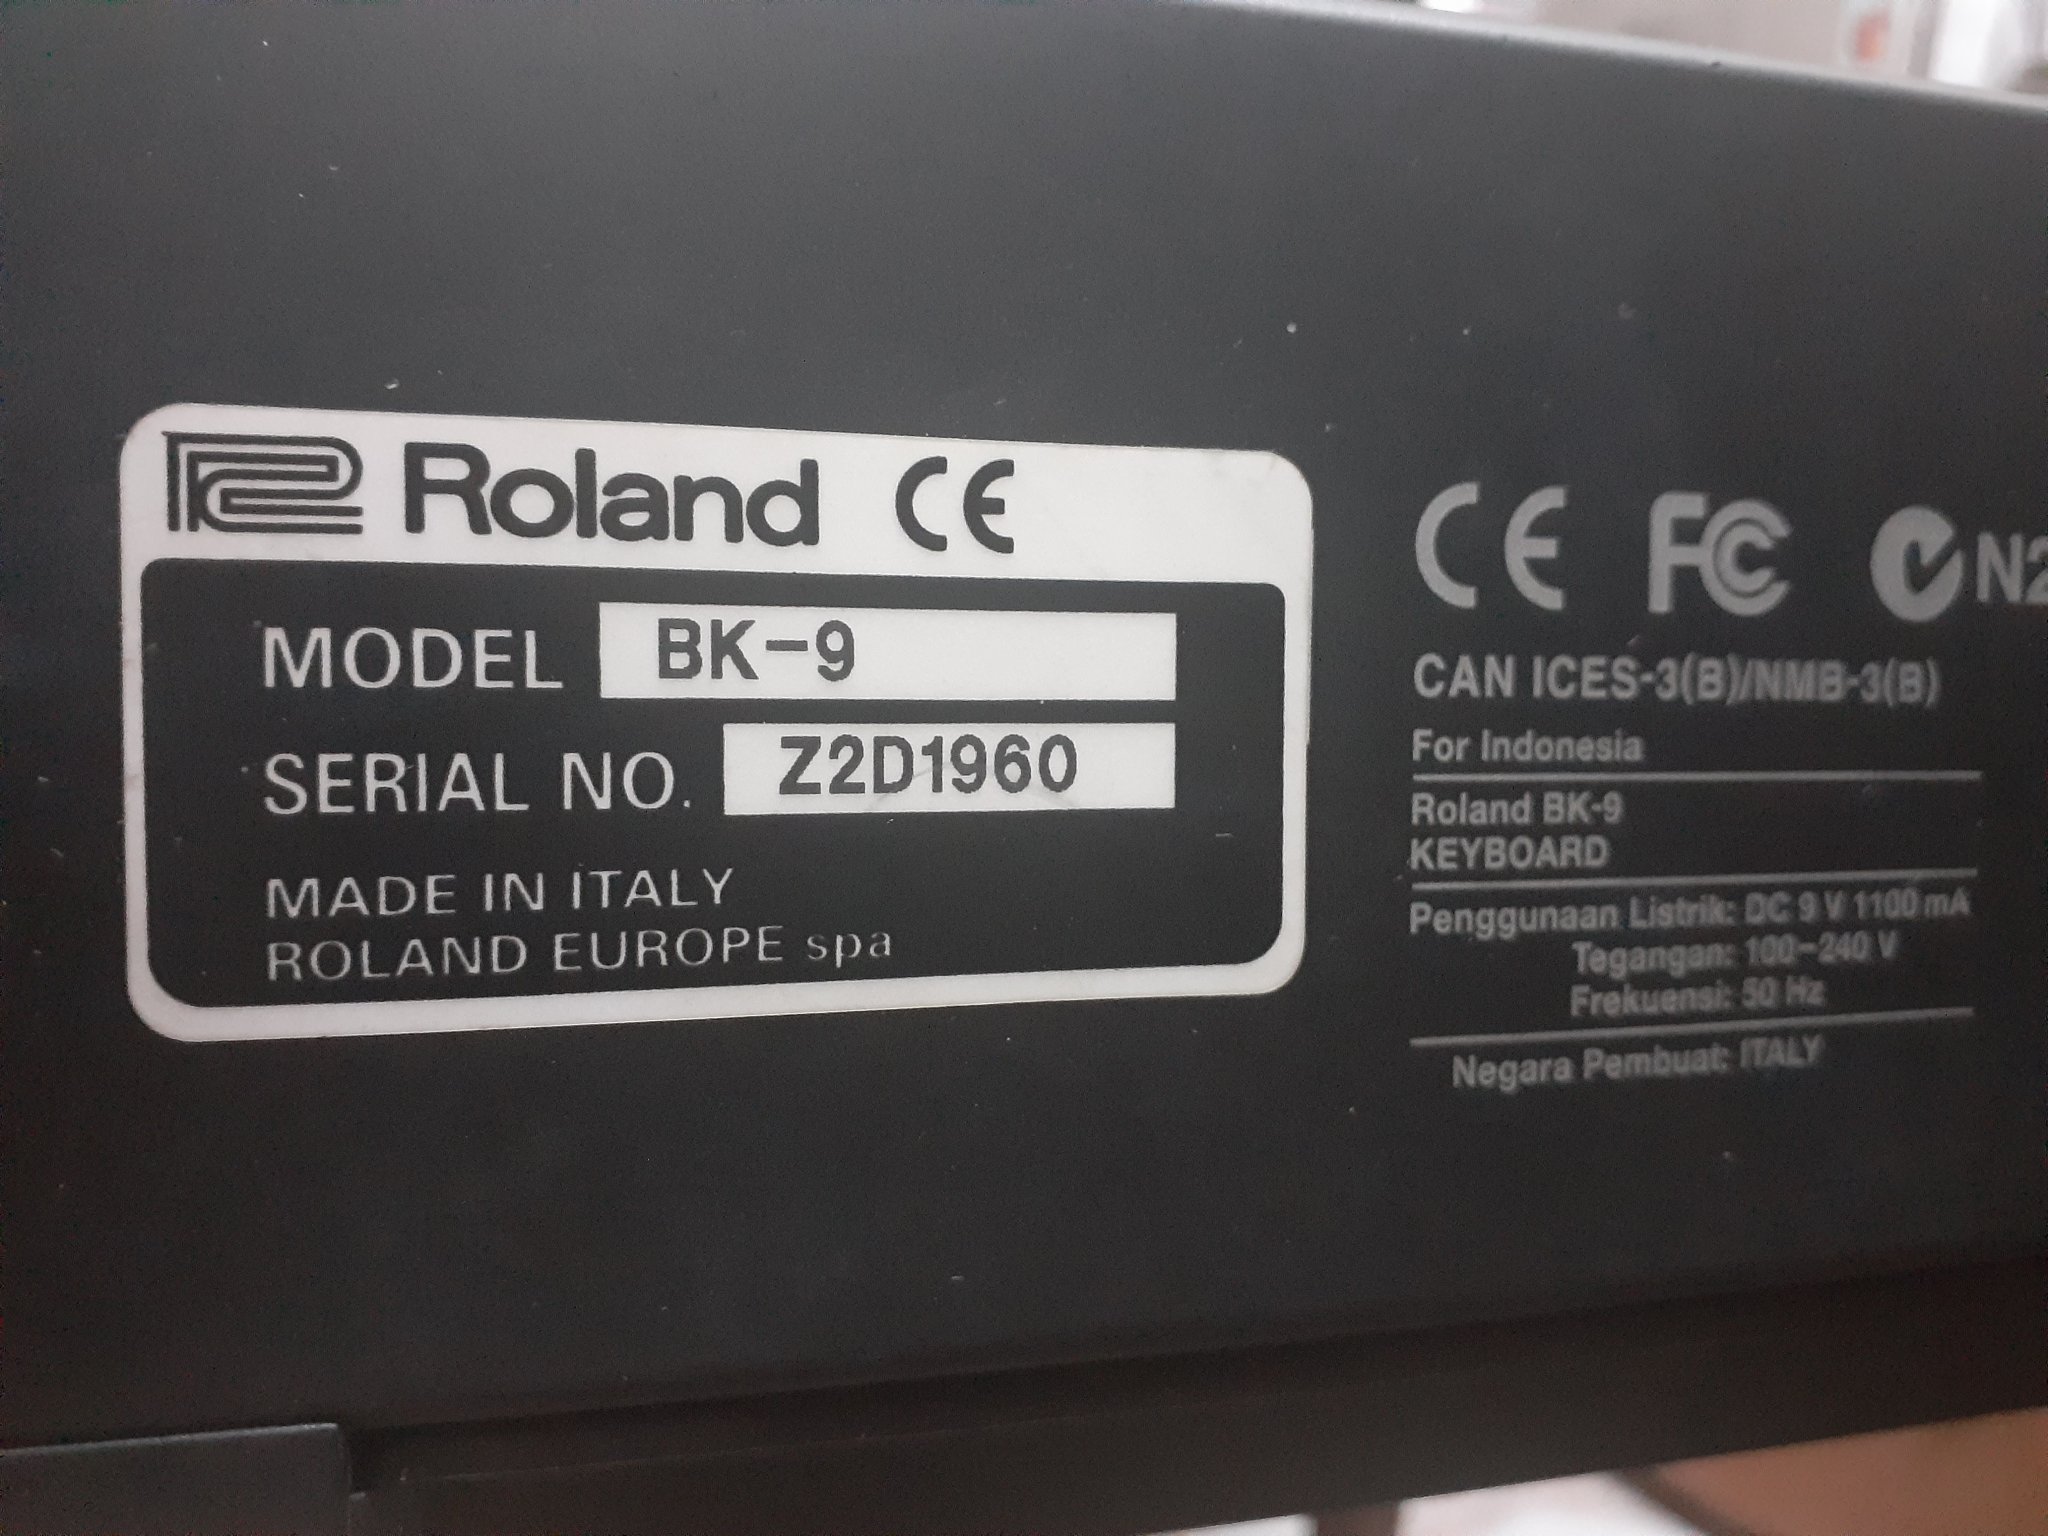 Roland CE
MODEL BK-9
SERIAL NO. Z2D1960
MADE IN ITALY
ROLAND EUROPE spa
CE FC N2
CAN ICES-3(B)/NMB-3(B)
For Indonesia
Roland BK-9
KEYBOARD
Penggunaan Listrik: DC 9 V 1100 mA
Tegangan: 100-240 V
Frekuensi: 50 Hz
Negara Pembuat: ITALY